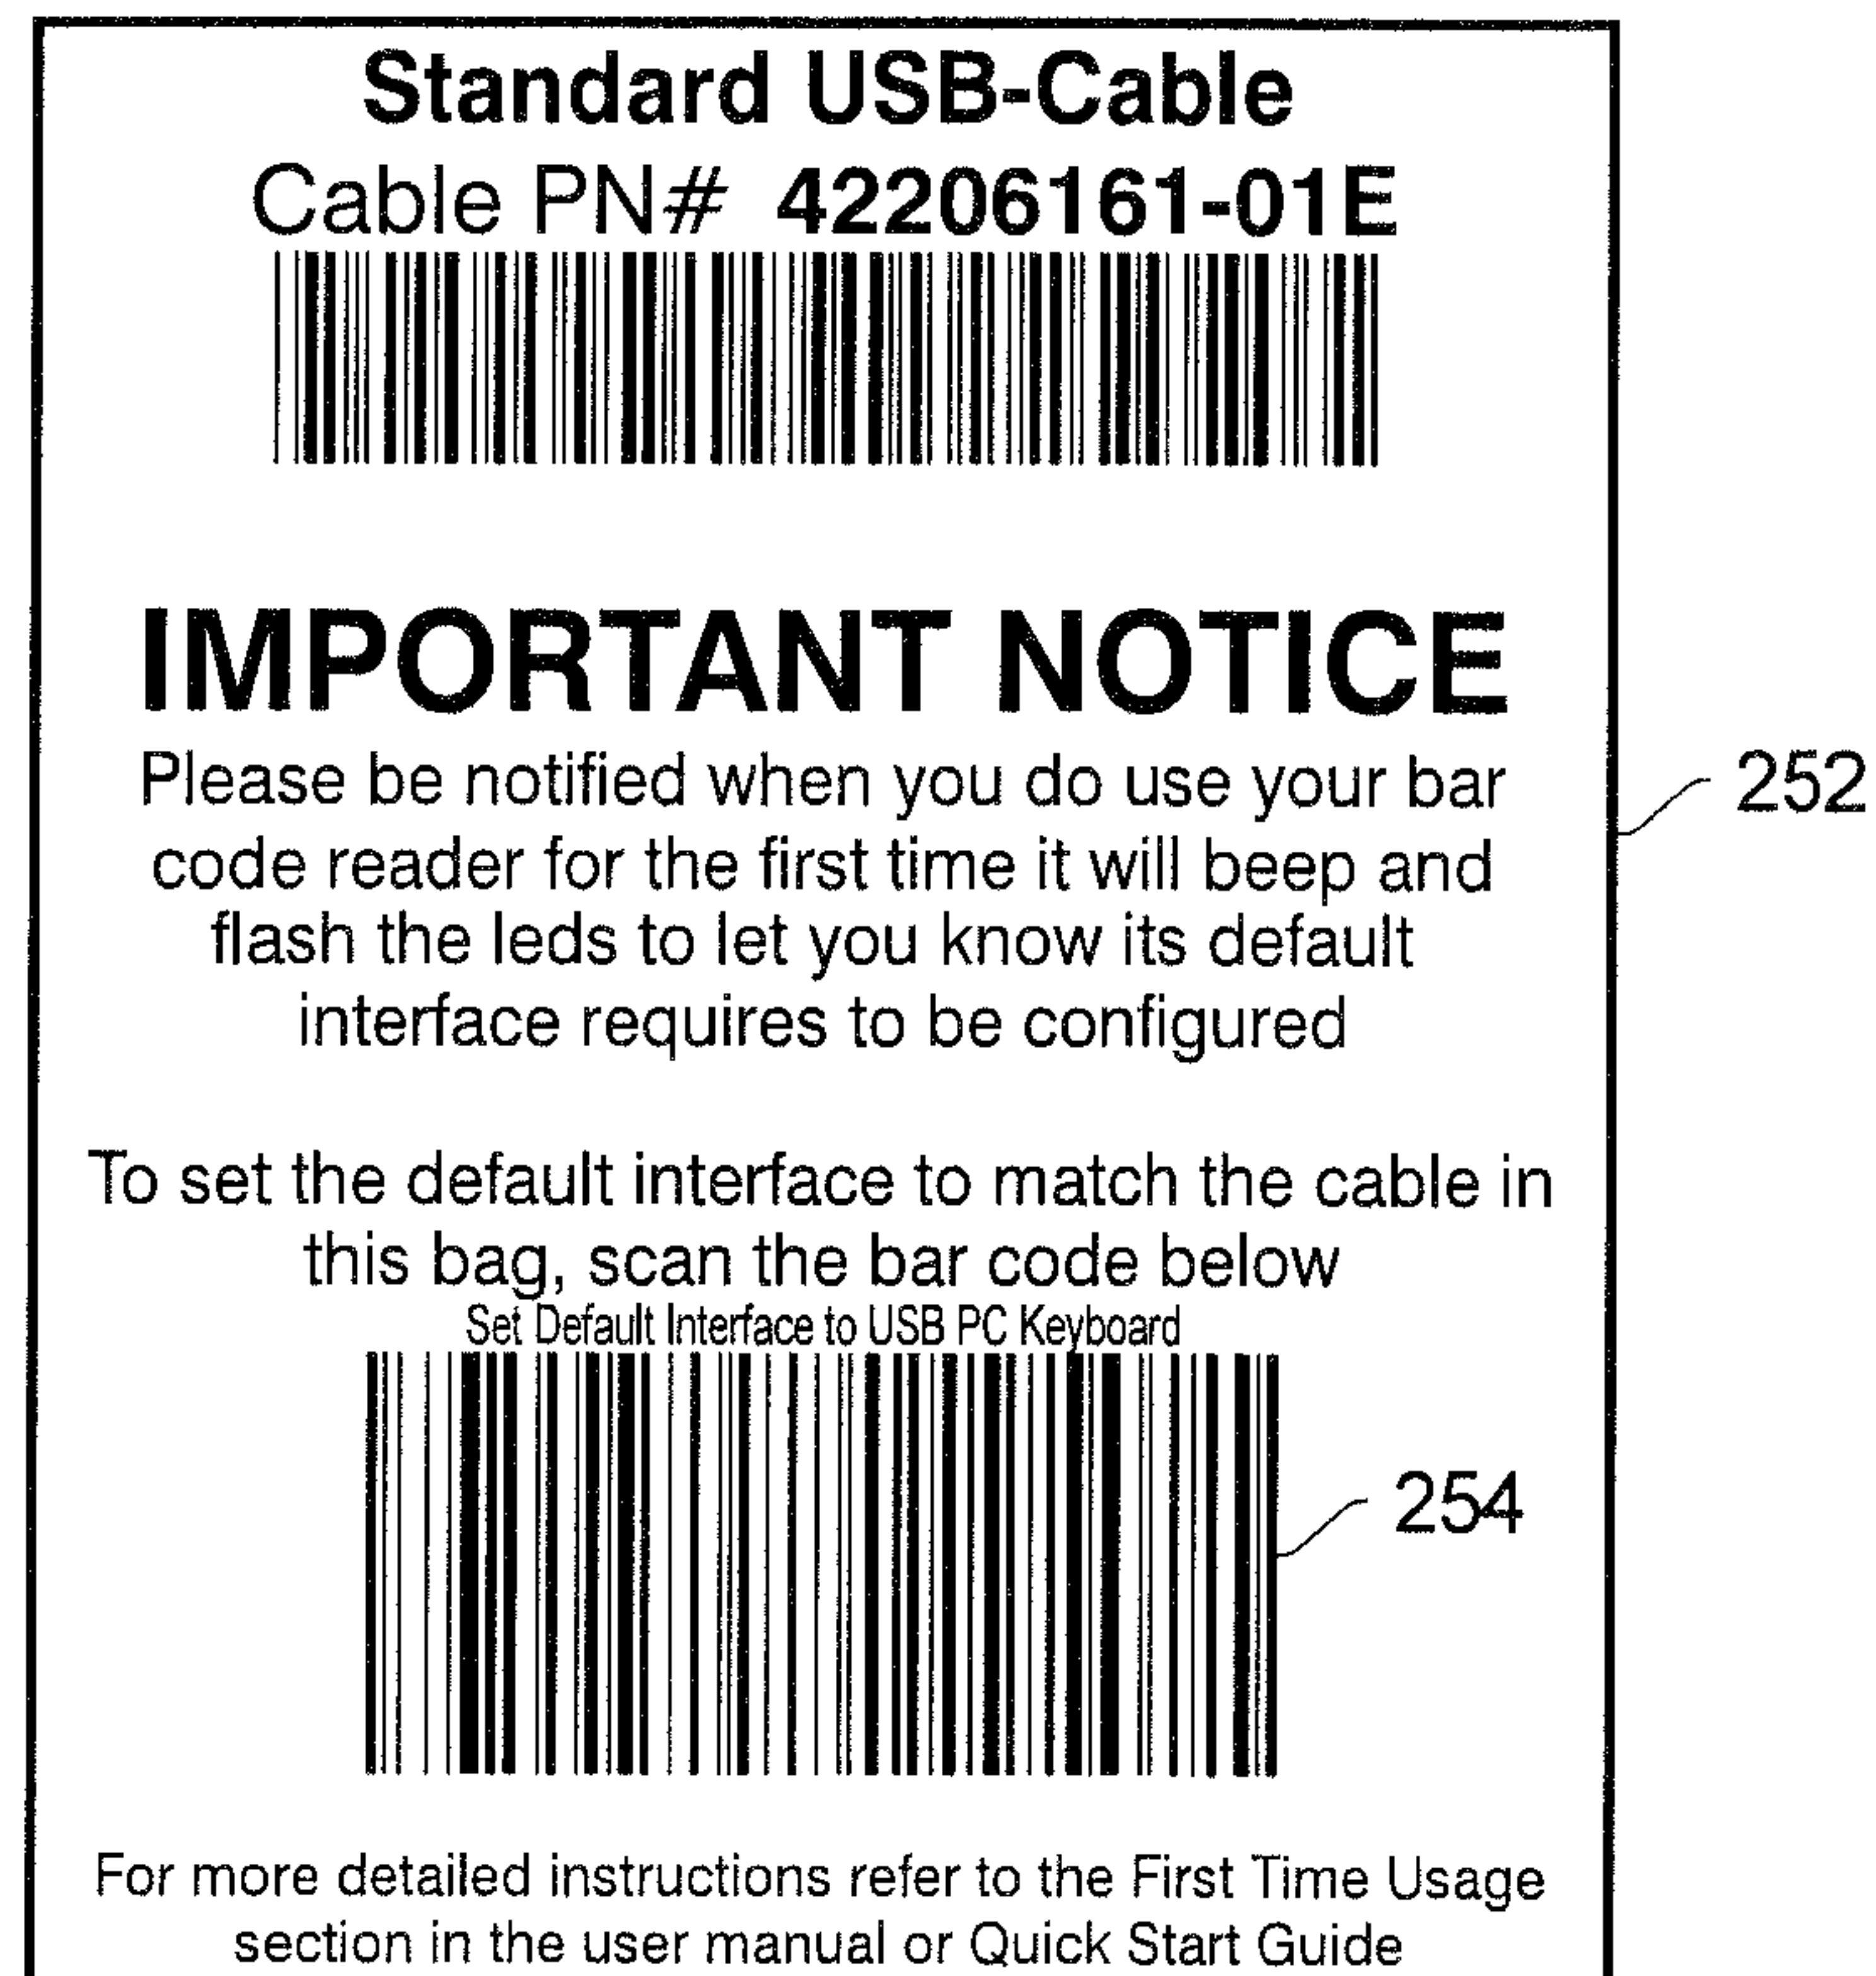 Standard USB-Cable
Cable PN# 42206161-01E
IMPORTANT NOTICE
Please be notified when you do use your bar
code reader for the first time it will beep and
flash the leds to let you know its default
interface requires to be configured
252
To set the default interface to match the cable in
this bag, scan the bar code below
Set Default Interface to USB PC Keyboard
254
For more detailed instructions refer to the First Time Usage
section in the user manual or Quick Start Guide